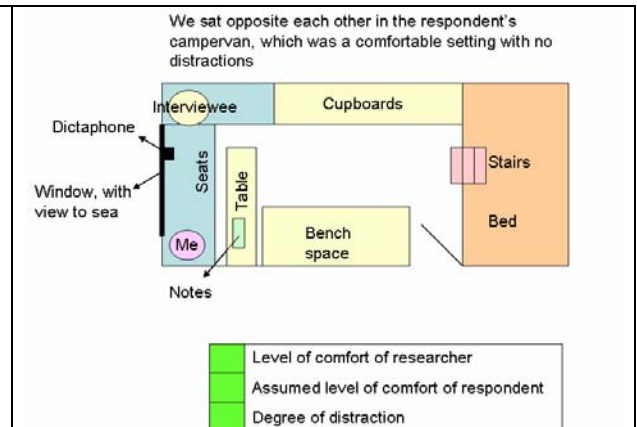 We sat opposite each other in the respondent's
campervan, which was a comfortable setting with no
distractions
Interviewee
Cupboards
Dictaphone
Seats
Stairs
Window, with
view to sea
Table
Me
Bench
space
Bed
Notes
Level of comfort of researcher
Assumed level of comfort of respondent
Degree of distraction